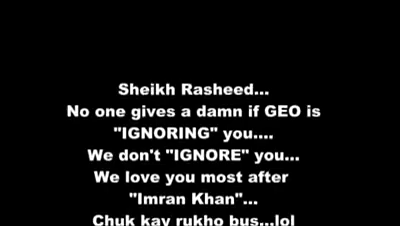 Sheikh Rasheed...
No one gives a damn if GEO is
"IGNORING" you....
We don't "IGNORE" you...
We love you most after
"Imran Khan"...
Chuk kay rukho bus...lol